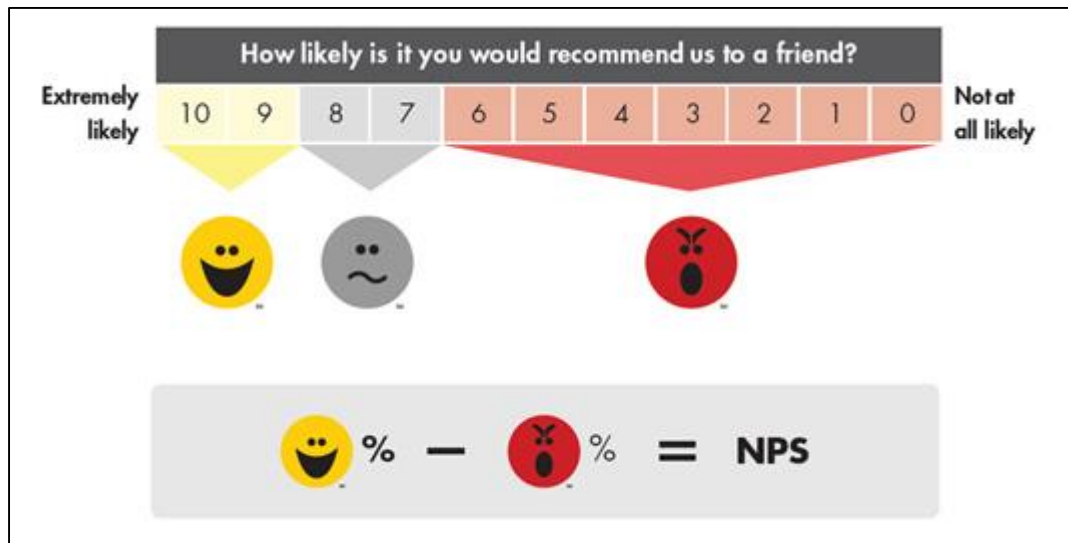 How likely is it you would recommend us to a friend?
Extremely likely
10 9 8 7 6 5 4 3 2 1 0
Not at all likely
% — % = NPS